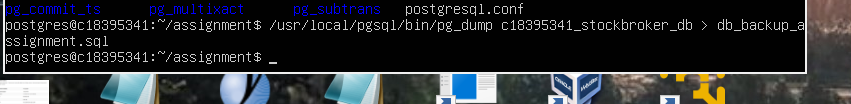 pg_commit_ts   pg_multixact   pg_subtrans   postgresql.conf
postgres@c18395341:~/assignment$ /usr/local/pgsql/bin/pg_dump c18395341_stockbroker_db > db_backup_a
ssignment.sql
postgres@c18395341:~/assignment$ _
ORACLE